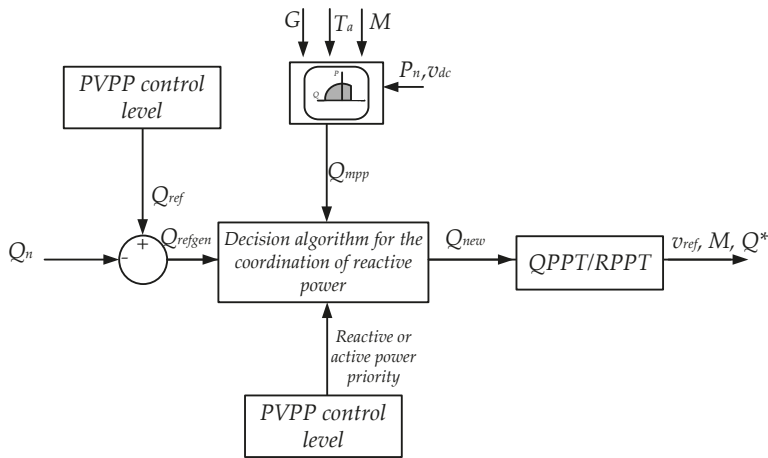 G
Ta
M
PVPP control
level
P
Q
Pn,vdc
Qmpp
Qref
Qn
+
-
Qrefgen
Decision algorithm for the
coordination of reactive
power
Qnew
QPPT/RPPT
vref, M, Q*
Reactive or
active power
priority
PVPP control
level